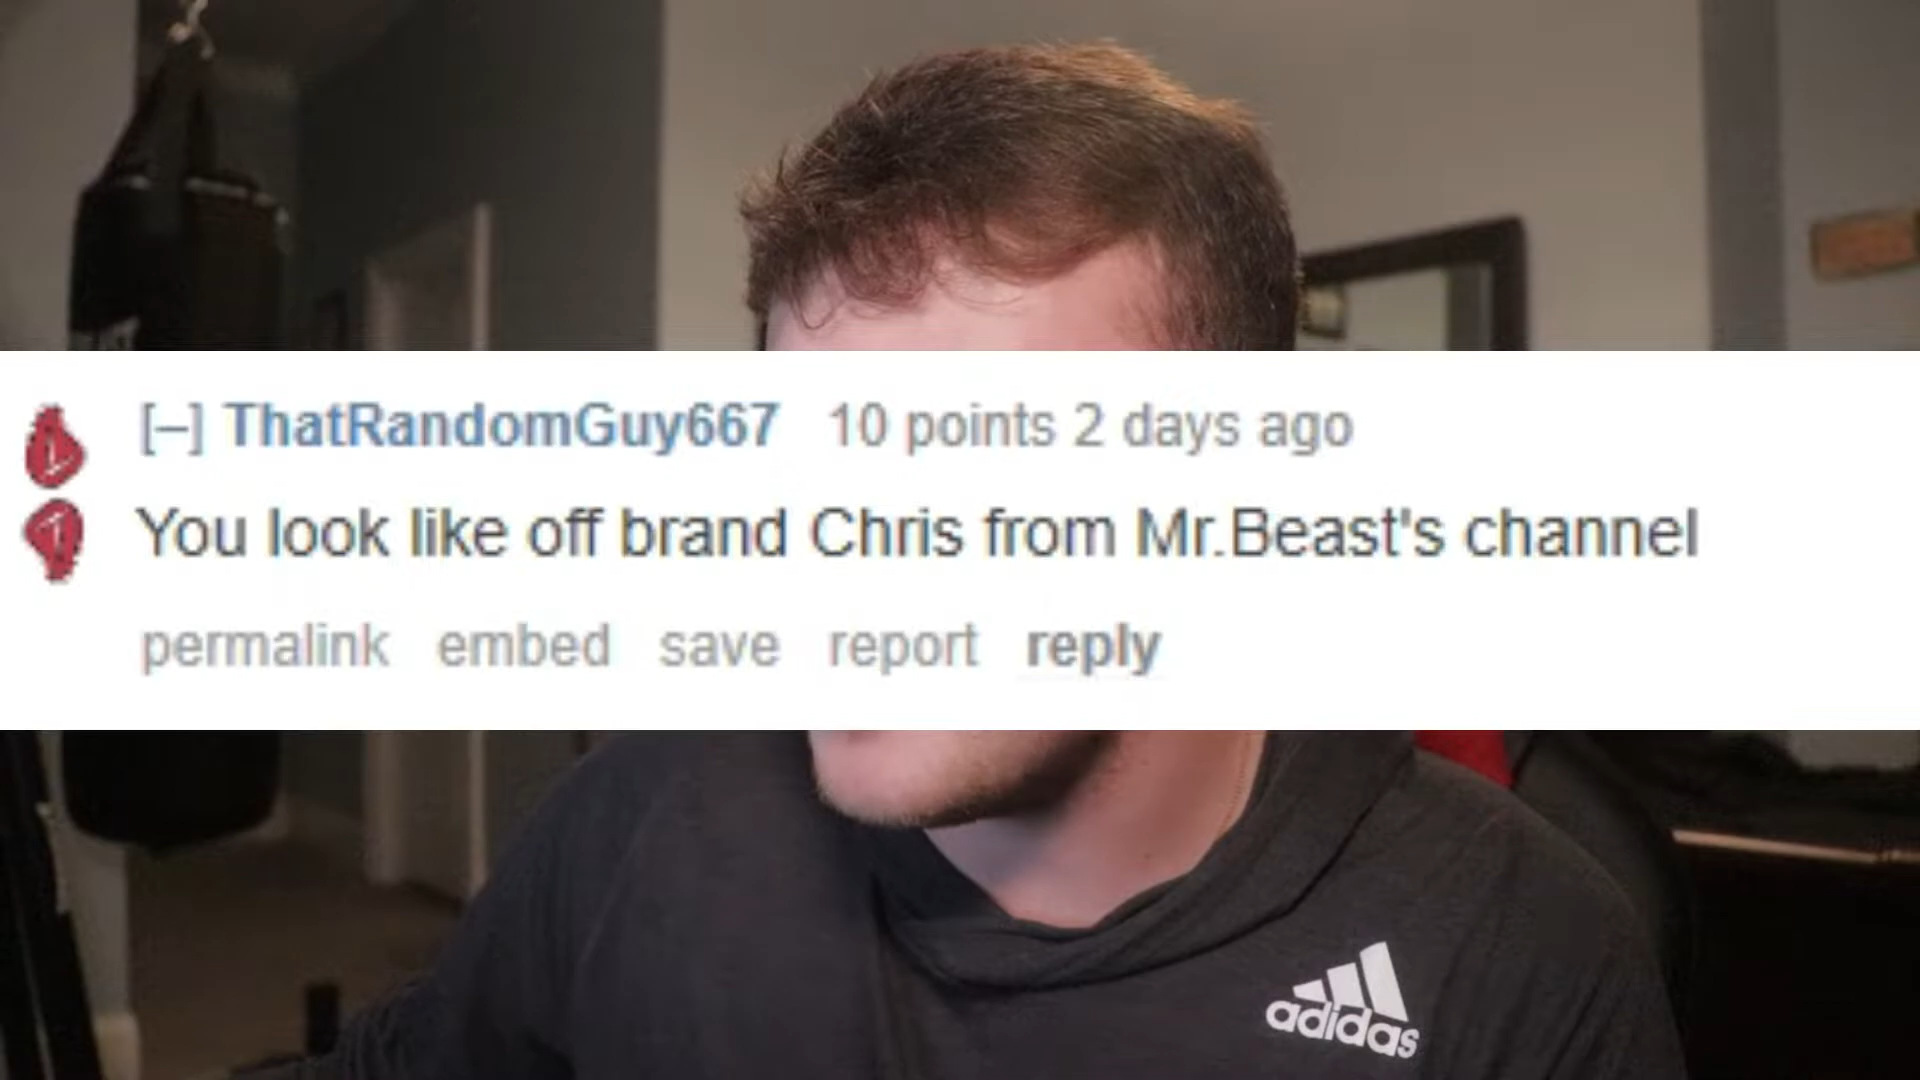 [–] ThatRandomGuy667 10 points 2 days ago
You look like off brand Chris from Mr.Beast's channel
permalink embed save report reply
adidas